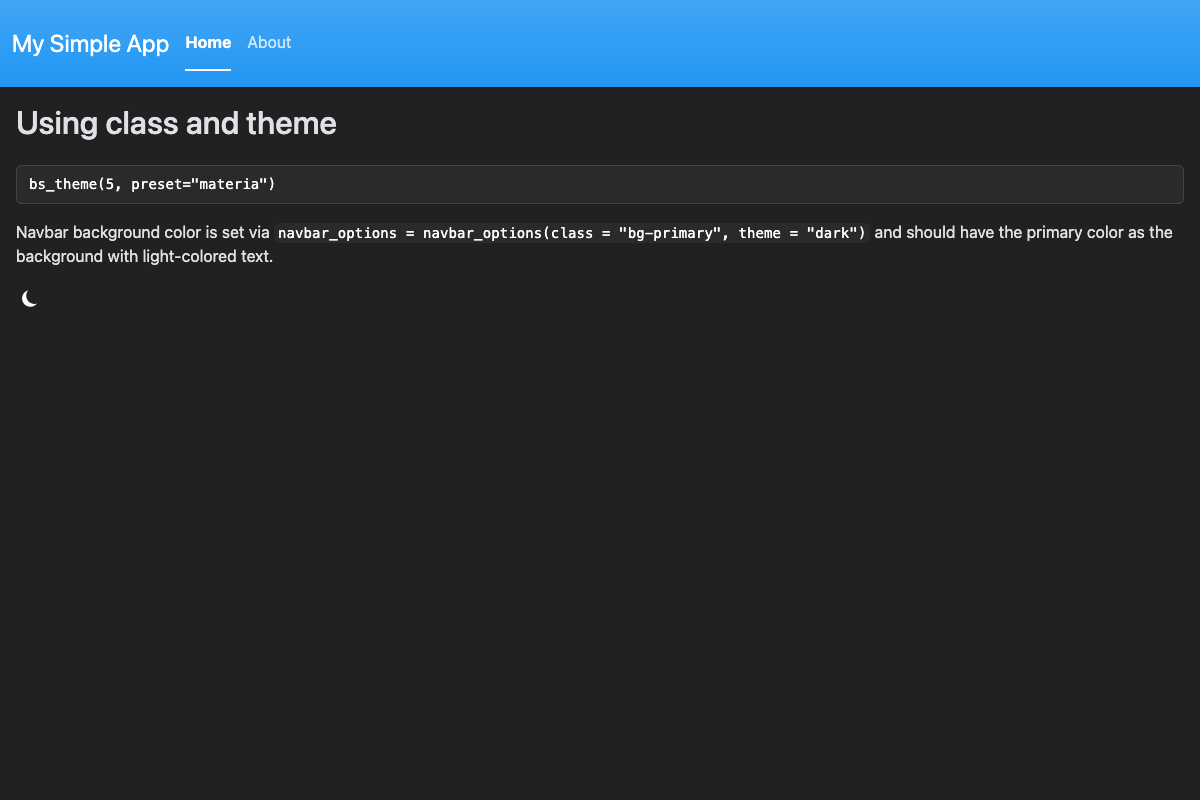 My Simple App Home About
Using class and theme
bs_theme(5, preset="materia")
Navbar background color is set via navbar_options = navbar_options(class = "bg-primary", theme = "dark") and should have the primary color as the
background with light-colored text.